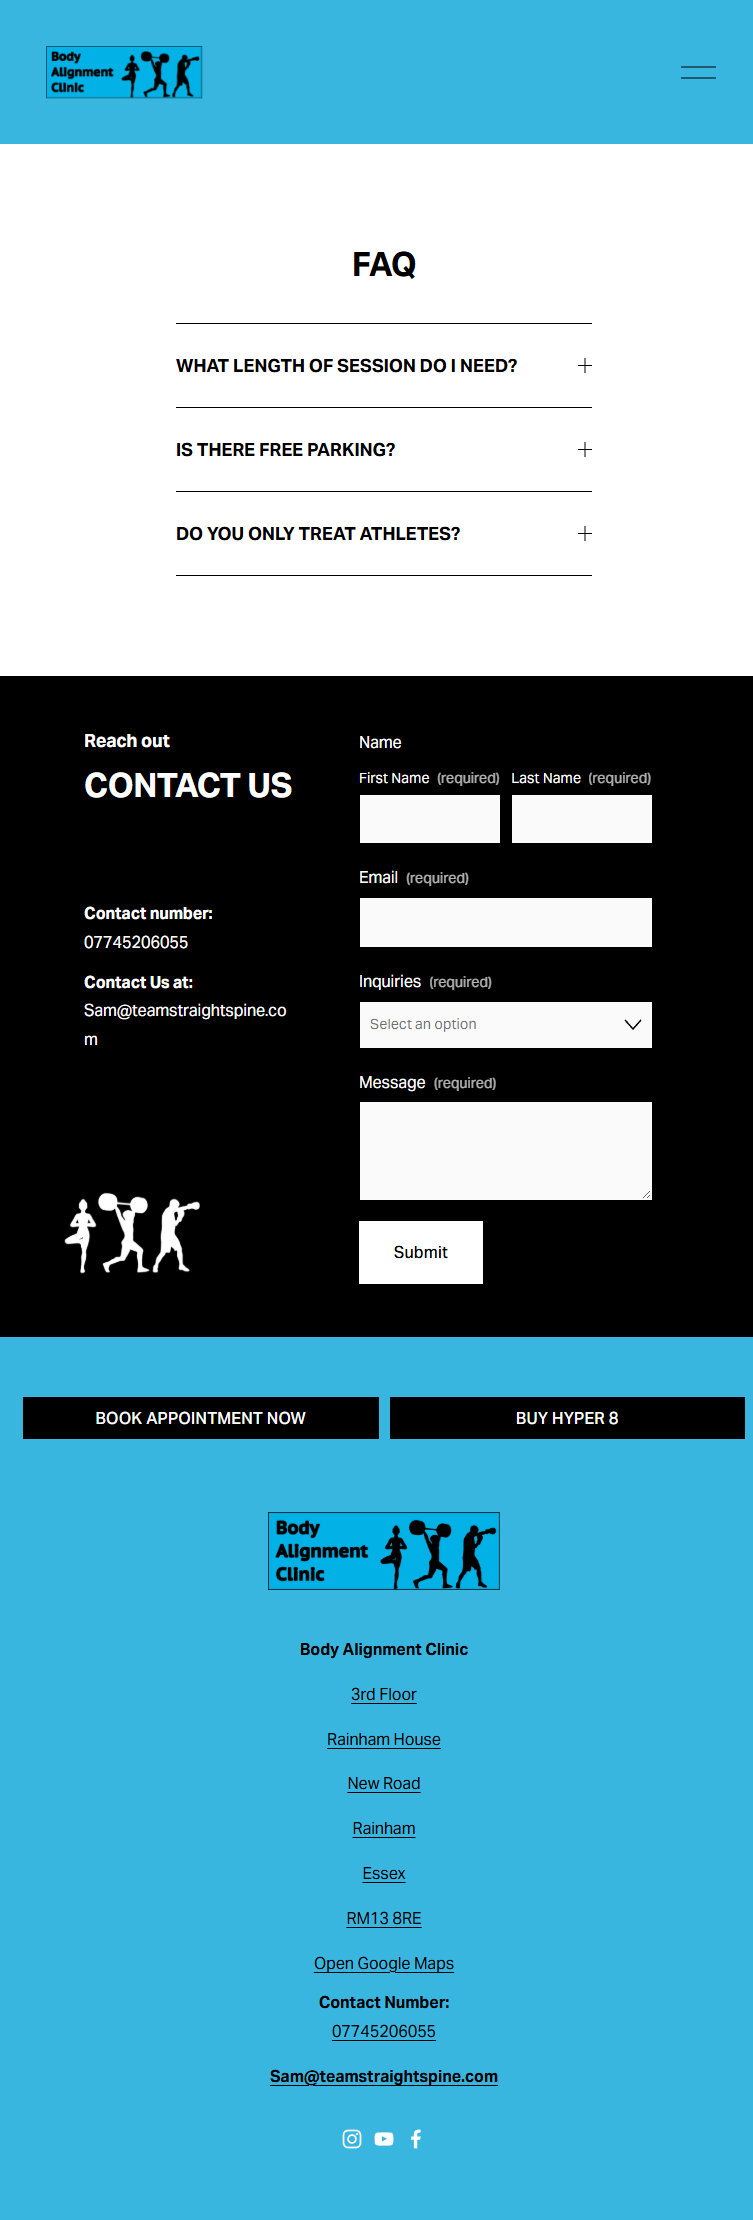 Body
Alignment
Clinic
FAQ
WHAT LENGTH OF SESSION DO I NEED?
IS THERE FREE PARKING?
DO YOU ONLY TREAT ATHLETES?
Reach out
CONTACT US
Contact number:
07745206055
Contact Us at:
Sam@teamstraightspine.co
m
Name
First Name (required) Last Name (required)
Email (required)
Inquiries (required)
Select an option
Message (required)
Submit
BOOK APPOINTMENT NOW
BUY HYPER 8
Body
Alignment
Clinic
Body Alignment Clinic
3rd Floor
Rainham House
New Road
Rainham
Essex
RM13 8RE
Open Google Maps
Contact Number:
07745206055
Sam@teamstraightspine.com